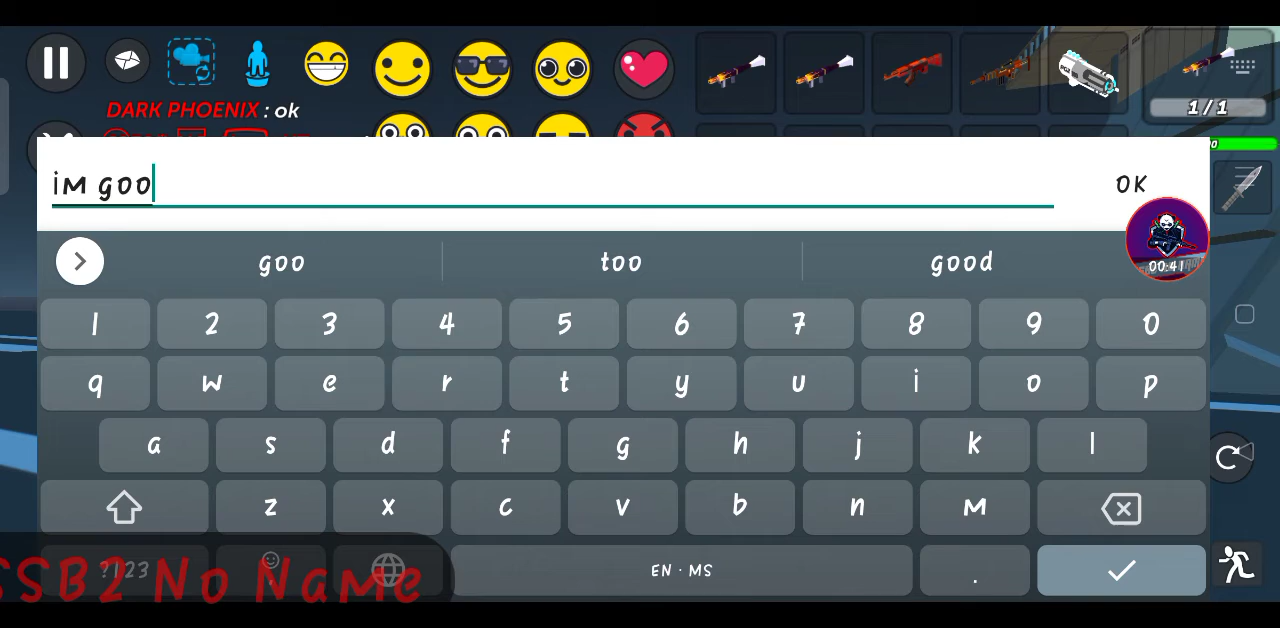 DARK PHOENIX : ok
1 / 1
im goo
OK
goo too good
00:41
1 2 3 4 5 6 7 8 9 0
q w e r t y u i o p
a s d f g h j k l
z x c v b n m
?123 EN · MS .
SSB2 No Name